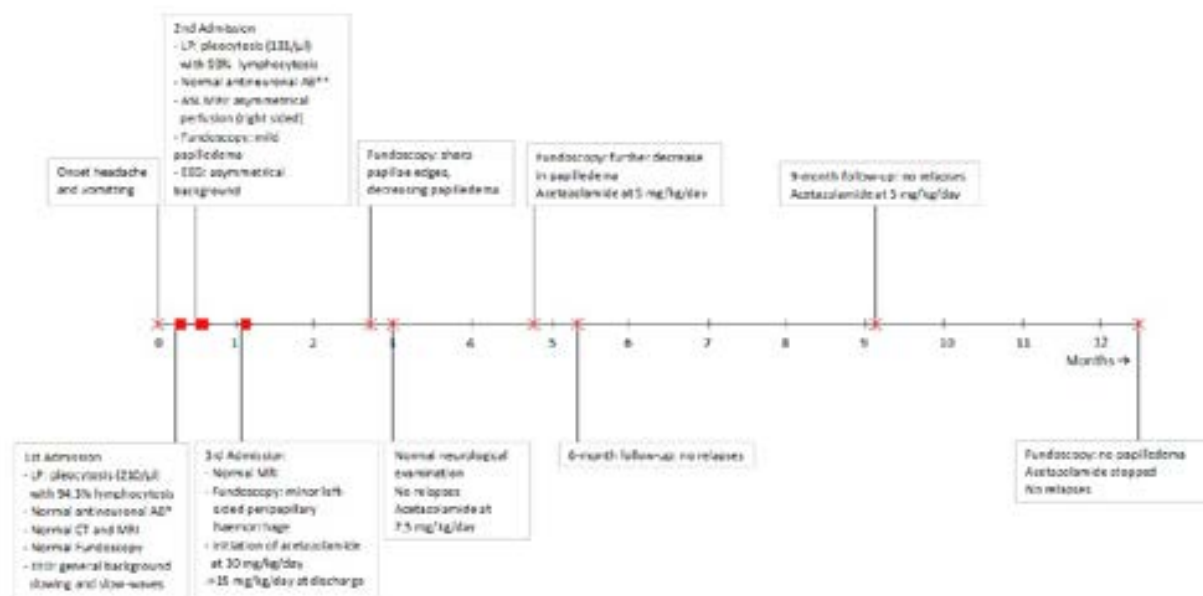 2nd Admission
- LP: pleocytosis (131/µl)
with 93% lymphocytosis
- Normal antineuronal AB**
- ASL MRI: asymmetrical
perfusion (right sided)
- Fundoscopy: mild
papilledema
- EEG: asymmetrical
background
Onset headache
and vomitting
Fundoscopy: sharp
papillae edges,
decreasing papilledema
Fundoscopy: further decrease
in papilledema
Acetazolamide at 5 mg/kg/day
9-month follow-up: no relapses
Acetazolamide at 5 mg/kg/day
0 1 2 3 4 5 6 7 8 9 10 11 12
Months →
1st Admission
- LP: pleocytosis (210/µl)
with 94.3% lymphocytosis
- Normal antineuronal AB*
- Normal CT and MRI
- Normal Fundoscopy
- EEG: general background
slowing and slow-waves
3rd Admission:
- Normal MRI
- Fundoscopy: minor left-
sided peripapillary
haemorrhage
- Initiation of acetazolamide
at 30 mg/kg/day
15 mg/kg/day at discharge
Normal neurological
examination
No relapses
Acetazolamide at
7,5 mg/kg/day
6-month follow-up: no relapses
Fundoscopy: no papilledema
Acetazolamide stopped
No relapses